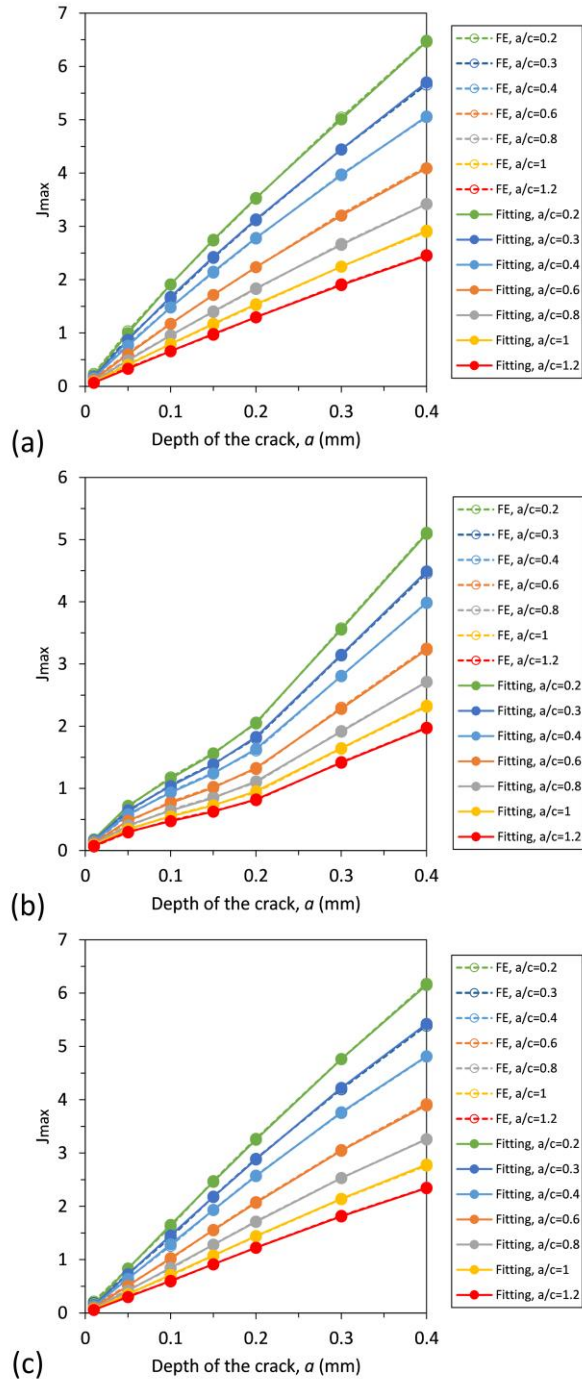 7
6
5
4
3
2
1
0
Jmax
0 0.1 0.2 0.3 0.4
Depth of the crack, a (mm)
(a)
FE, a/c=0.2
FE, a/c=0.3
FE, a/c=0.4
FE, a/c=0.6
FE, a/c=0.8
FE, a/c=1
FE, a/c=1.2
Fitting, a/c=0.2
Fitting, a/c=0.3
Fitting, a/c=0.4
Fitting, a/c=0.6
Fitting, a/c=0.8
Fitting, a/c=1
Fitting, a/c=1.2
6
5
4
3
2
1
0
Jmax
0 0.1 0.2 0.3 0.4
Depth of the crack, a (mm)
(b)
FE, a/c=0.2
FE, a/c=0.3
FE, a/c=0.4
FE, a/c=0.6
FE, a/c=0.8
FE, a/c=1
FE, a/c=1.2
Fitting, a/c=0.2
Fitting, a/c=0.3
Fitting, a/c=0.4
Fitting, a/c=0.6
Fitting, a/c=0.8
Fitting, a/c=1
Fitting, a/c=1.2
7
6
5
4
3
2
1
0
Jmax
0 0.1 0.2 0.3 0.4
Depth of the crack, a (mm)
(c)
FE, a/c=0.2
FE, a/c=0.3
FE, a/c=0.4
FE, a/c=0.6
FE, a/c=0.8
FE, a/c=1
FE, a/c=1.2
Fitting, a/c=0.2
Fitting, a/c=0.3
Fitting, a/c=0.4
Fitting, a/c=0.6
Fitting, a/c=0.8
Fitting, a/c=1
Fitting, a/c=1.2